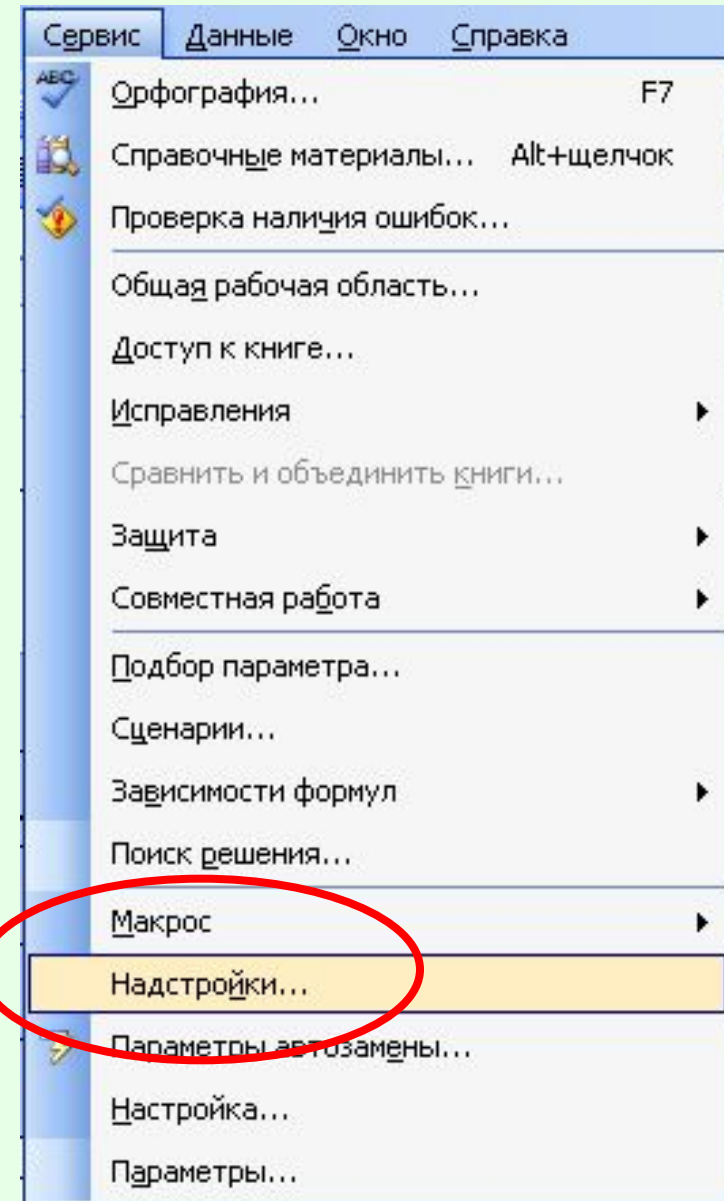 Сервис Данные Окно Справка
ABC
Орфография... F7
Справочные материалы... Alt+щелчок
Проверка наличия ошибок...
Общая рабочая область...
Доступ к книге...
Исправления
Сравнить и объединить книги...
Защита
Совместная работа
Подбор параметра...
Сценарии...
Зависимости формул
Поиск решения...
Макрос
Надстройки...
Параметры автозамены...
Настройка...
Параметры...